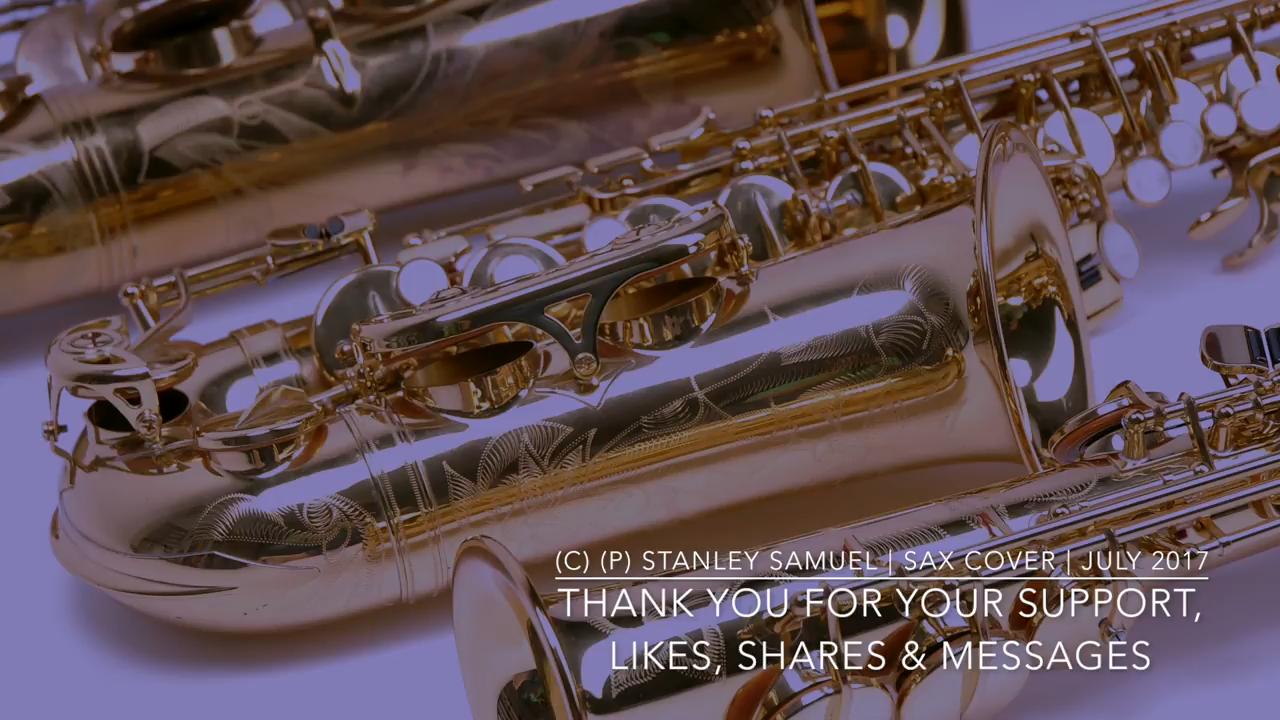 (C) (P) STANLEY SAMUEL | SAX COVER | JULY 2017
THANK YOU FOR YOUR SUPPORT,
LIKES, SHARES & MESSAGES